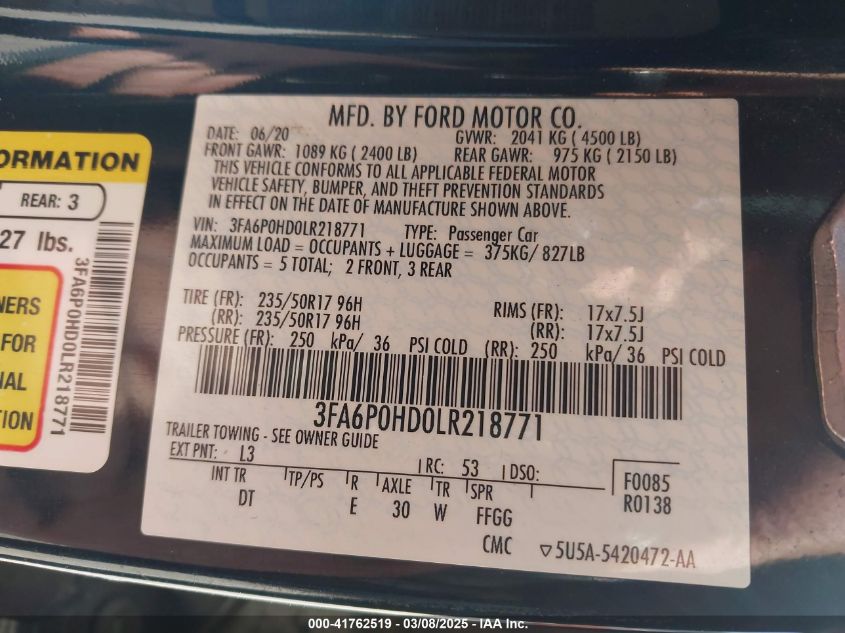 ORMATION
REAR: 3
27 lbs.
NERS
FOR
NAL
TION
3FA6P0HD0LR218771
MFD. BY FORD MOTOR CO.
DATE: 06/20 GVWR: 2041 KG ( 4500 LB)
FRONT GAWR: 1089 KG ( 2400 LB) REAR GAWR: 975 KG ( 2150 LB)
THIS VEHICLE CONFORMS TO ALL APPLICABLE FEDERAL MOTOR
VEHICLE SAFETY, BUMPER, AND THEFT PREVENTION STANDARDS
IN EFFECT ON THE DATE OF MANUFACTURE SHOWN ABOVE.
VIN: 3FA6P0HD0LR218771 TYPE: Passenger Car
MAXIMUM LOAD = OCCUPANTS + LUGGAGE = 375KG/ 827LB
OCCUPANTS = 5 TOTAL; 2 FRONT, 3 REAR
TIRE (FR): 235/50R17 96H RIMS (FR): 17x7.5J
(RR): 235/50R17 96H (RR): 17x7.5J
PRESSURE (FR): 250 kPa/ 36 PSI COLD (RR): 250 kPa/ 36 PSI COLD
3FA6P0HD0LR218771
TRAILER TOWING - SEE OWNER GUIDE
EXT PNT: L3 RC: 53 DSO:
INT TR TP/PS R AXLE TR SPR F0085
DT E 30 W FFGG R0138
CMC ▽5U5A-5420472-AA
000-41762519 - 03/08/2025 - IAA Inc.